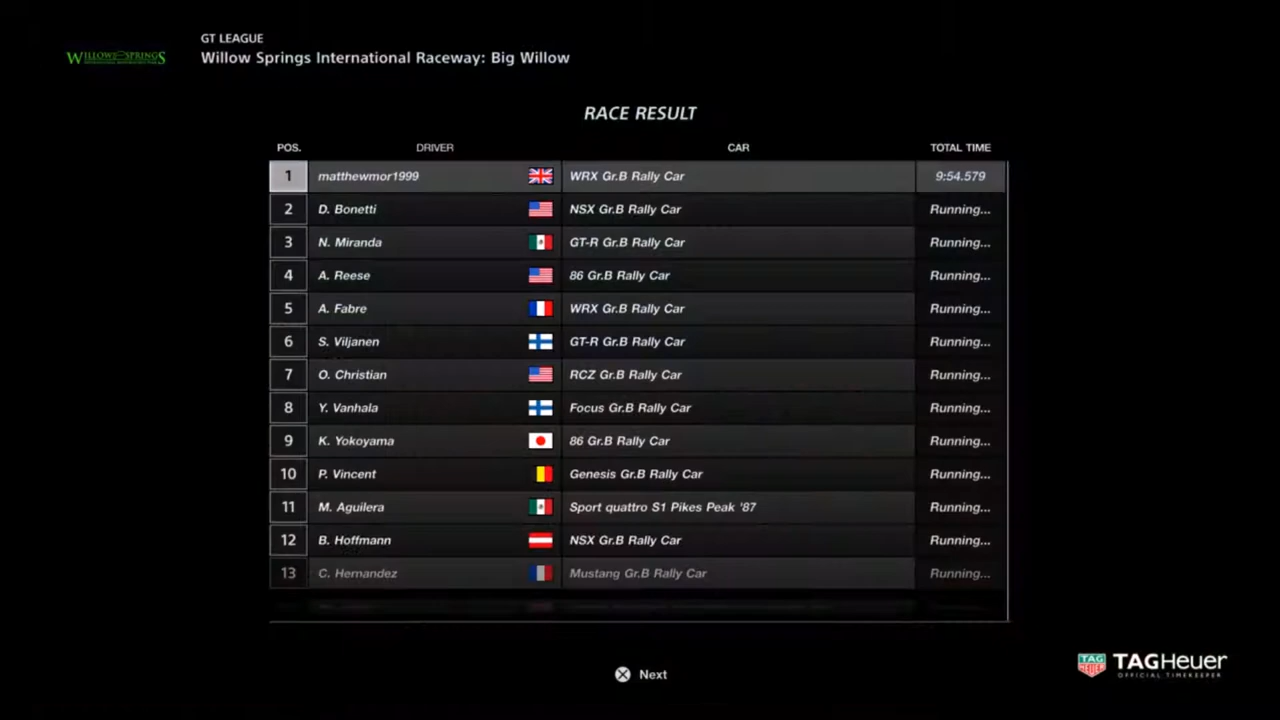 GT LEAGUE
WILLOW SPRINGS
Willow Springs International Raceway: Big Willow
RACE RESULT
POS. DRIVER CAR TOTAL TIME
1 matthewmor1999 WRX Gr.B Rally Car 9:54.579
2 D. Bonetti NSX Gr.B Rally Car Running...
3 N. Miranda GT-R Gr.B Rally Car Running...
4 A. Reese 86 Gr.B Rally Car Running...
5 A. Fabre WRX Gr.B Rally Car Running...
6 S. Viljanen GT-R Gr.B Rally Car Running...
7 O. Christian RCZ Gr.B Rally Car Running...
8 Y. Vanhala Focus Gr.B Rally Car Running...
9 K. Yokoyama 86 Gr.B Rally Car Running...
10 P. Vincent Genesis Gr.B Rally Car Running...
11 M. Aguilera Sport quattro S1 Pikes Peak '87 Running...
12 B. Hoffmann NSX Gr.B Rally Car Running...
13 C. Hernandez Mustang Gr.B Rally Car Running...
Next
TAG HEUER TAGHeuer
OFFICIAL TIMEKEEPER